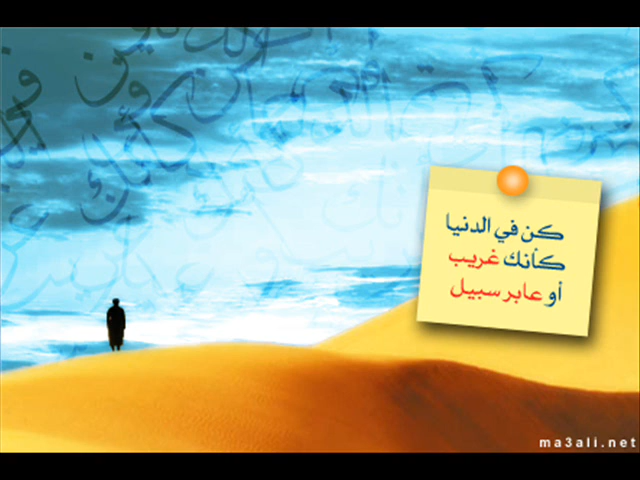 كن في الدنيا
كأنك غريب
أو عابر سبيل
ma3ali.net